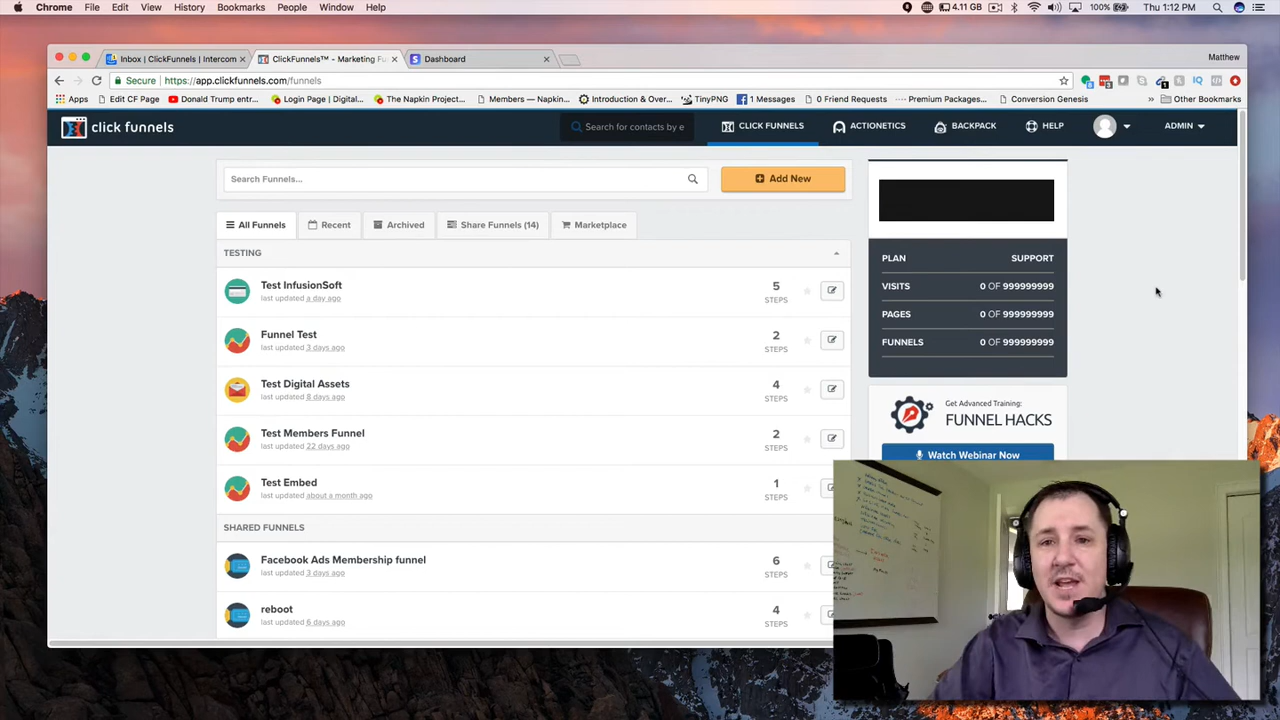 Chrome File Edit View History Bookmarks People Window Help
4.11 GB 100% Thu 1:12 PM
Inbox | ClickFunnels | Intercom
ClickFunnels™ - Marketing Fu
Dashboard
Matthew
Secure https://app.clickfunnels.com/funnels
Apps Edit CF Page Donald Trump entr... Login Page | Digital... The Napkin Project... Members — Napkin... Introduction & Over... TinyPNG 1 Messages 0 Friend Requests Premium Packages... Conversion Genesis » Other Bookmarks
click funnels
Search for contacts by e
CLICK FUNNELS
ACTIONETICS
BACKPACK
HELP
ADMIN
Search Funnels...
Add New
All Funnels
Recent
Archived
Share Funnels (14)
Marketplace
TESTING
Test InfusionSoft
last updated a day ago
5
STEPS
Funnel Test
last updated 3 days ago
2
STEPS
Test Digital Assets
last updated 8 days ago
4
STEPS
Test Members Funnel
last updated 22 days ago
2
STEPS
Test Embed
last updated about a month ago
1
STEPS
SHARED FUNNELS
Facebook Ads Membership funnel
last updated 3 days ago
6
STEPS
reboot
last updated 6 days ago
4
STEPS
PLAN SUPPORT
VISITS 0 OF 999999999
PAGES 0 OF 999999999
FUNNELS 0 OF 999999999
Get Advanced Training:
FUNNEL HACKS
Watch Webinar Now